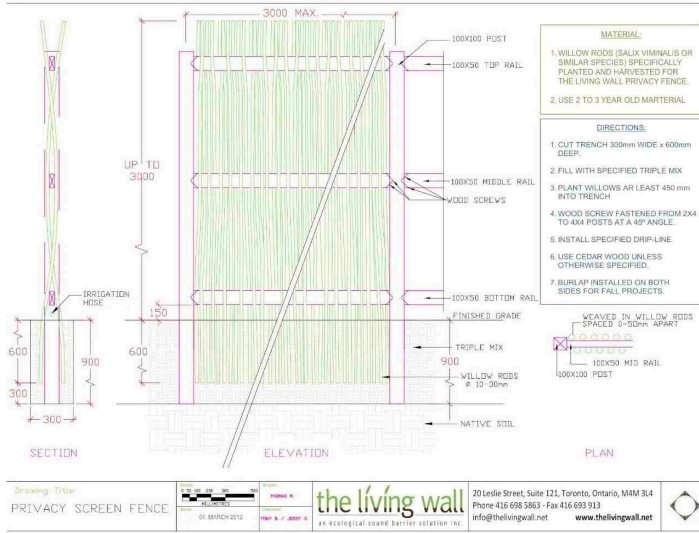 3000 MAX.
100X100 POST
100X50 TOP RAIL
UP TO
3000
100X50 MIDDLE RAIL
WOOD SCREWS
IRRIGATION
HOSE
150
100X50 BOTTOM RAIL
FINISHED GRADE
600
900
300
300
600
TRIPLE MIX
900
WILLOW RODS
Ø 10-30mm
NATIVE SOIL
SECTION
ELEVATION
PLAN
MATERIAL:
1. WILLOW RODS (SALIX VIMINALIS OR
SIMILAR SPECIES) SPECIFICALLY
PLANTED AND HARVESTED FOR
THE LIVING WALL PRIVACY FENCE.
2. USE 2 TO 3 YEAR OLD MARTERIAL
DIRECTIONS:
1. CUT TRENCH 300mm WIDE x 600mm
DEEP.
2. FILL WITH SPECIFIED TRIPLE MIX
3. PLANT WILLOWS AR LEAST 450 mm
INTO TRENCH
4. WOOD SCREW FASTENED FROM 2X4
TO 4X4 POSTS AT A 45º ANGLE.
5. INSTALL SPECIFIED DRIP-LINE
6. USE CEDAR WOOD UNLESS
OTHERWISE SPECIFIED.
7. BURLAP INSTALLED ON BOTH
SIDES FOR FALL PROJECTS.
WEAVED IN WILLOW RODS
SPACED 0-50mm APART
100X50 MID RAIL
100X100 POST
Drawing Title:
PRIVACY SCREEN FENCE
MILLIMETRES
01. MARCH 2012
THOMAS M.
TONY B. / JOSEF S.
the living wall
an ecological sound barrier solution inc.
20 Leslie Street, Suite 121, Toronto, Ontario, M4M 3L4
Phone 416 698 5863 - Fax 416 693 913
info@thelivingwall.net www.thelivingwall.net